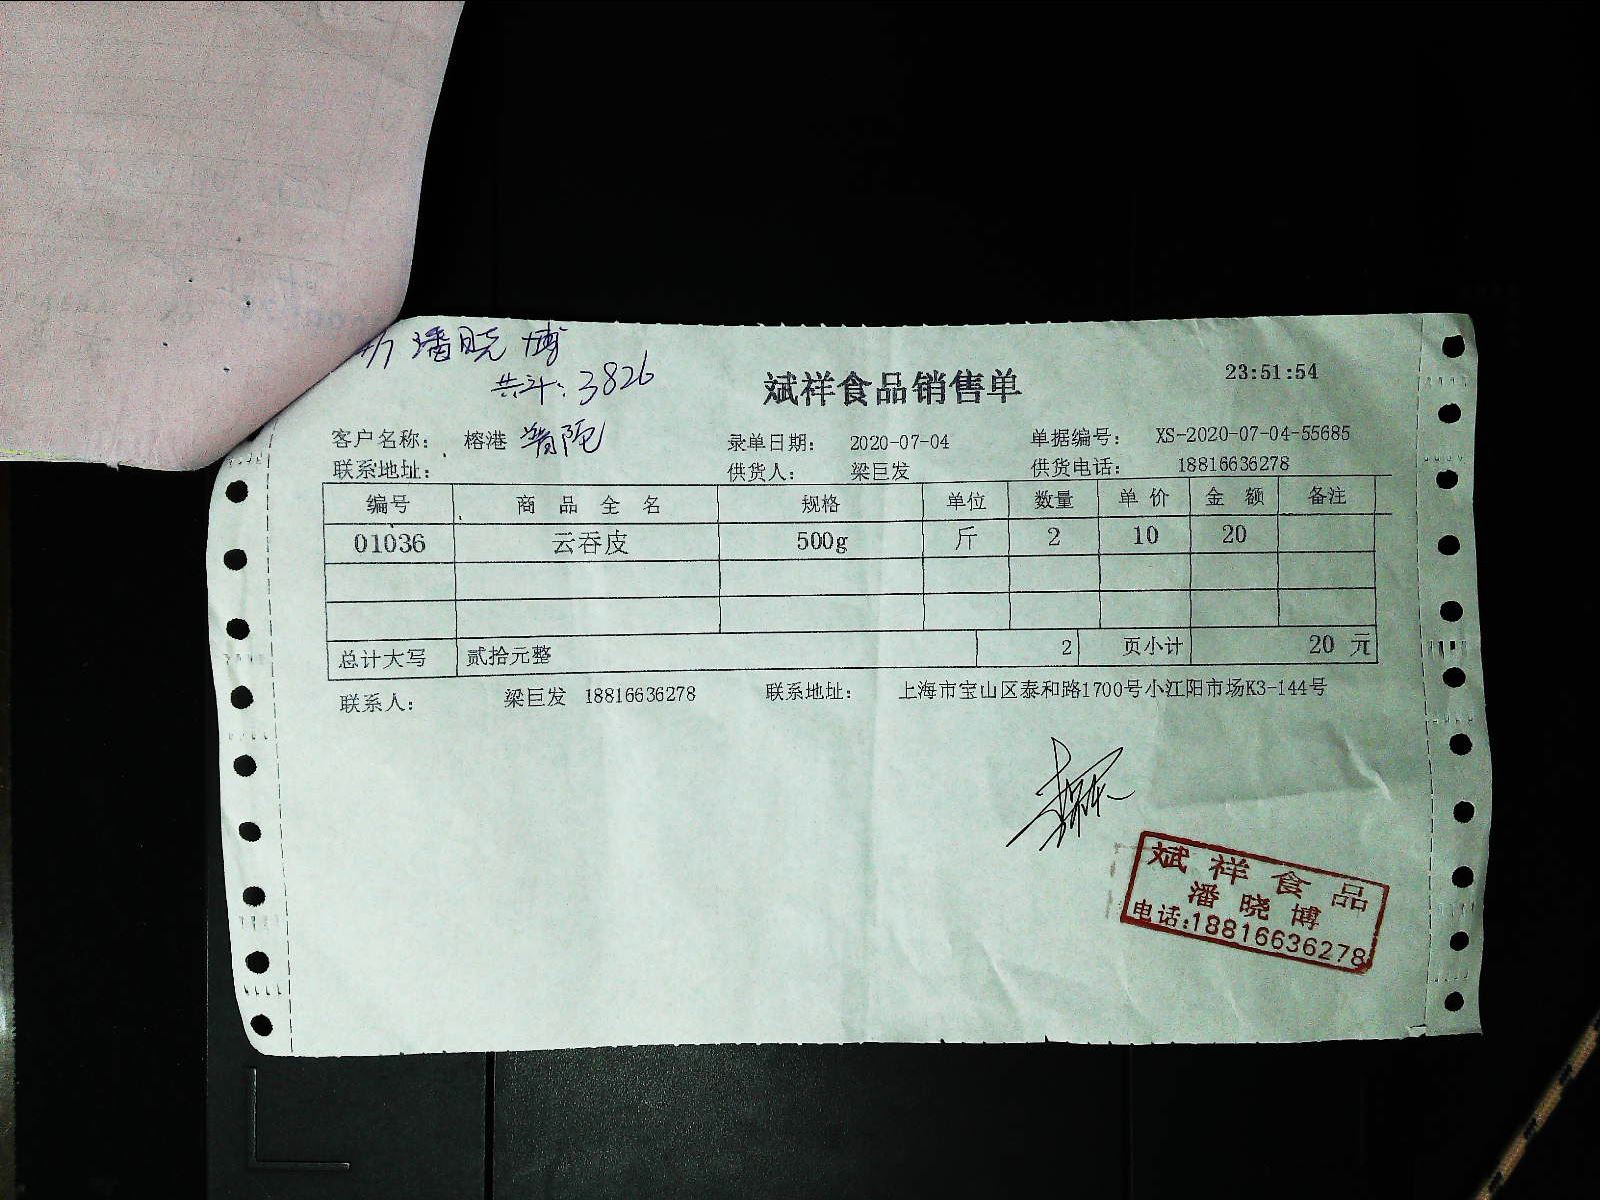 潘晓博
共计：3826
斌祥食品销售单 23:51:54
客户名称： 榕港 普陀 录单日期： 2020-07-04 单据编号： XS-2020-07-04-55685
联系地址： 供货人： 梁巨发 供货电话： 18816636278
编号 商品全名 规格 单位 数量 单价 金额 备注
01036 云吞皮 500g 斤 2 10 20
总计大写 贰拾元整 2 页小计 20 元
联系人： 梁巨发 18816636278 联系地址： 上海市宝山区泰和路1700号小江阳市场K3-144号
斌祥食品
潘晓博
电话:18816636278